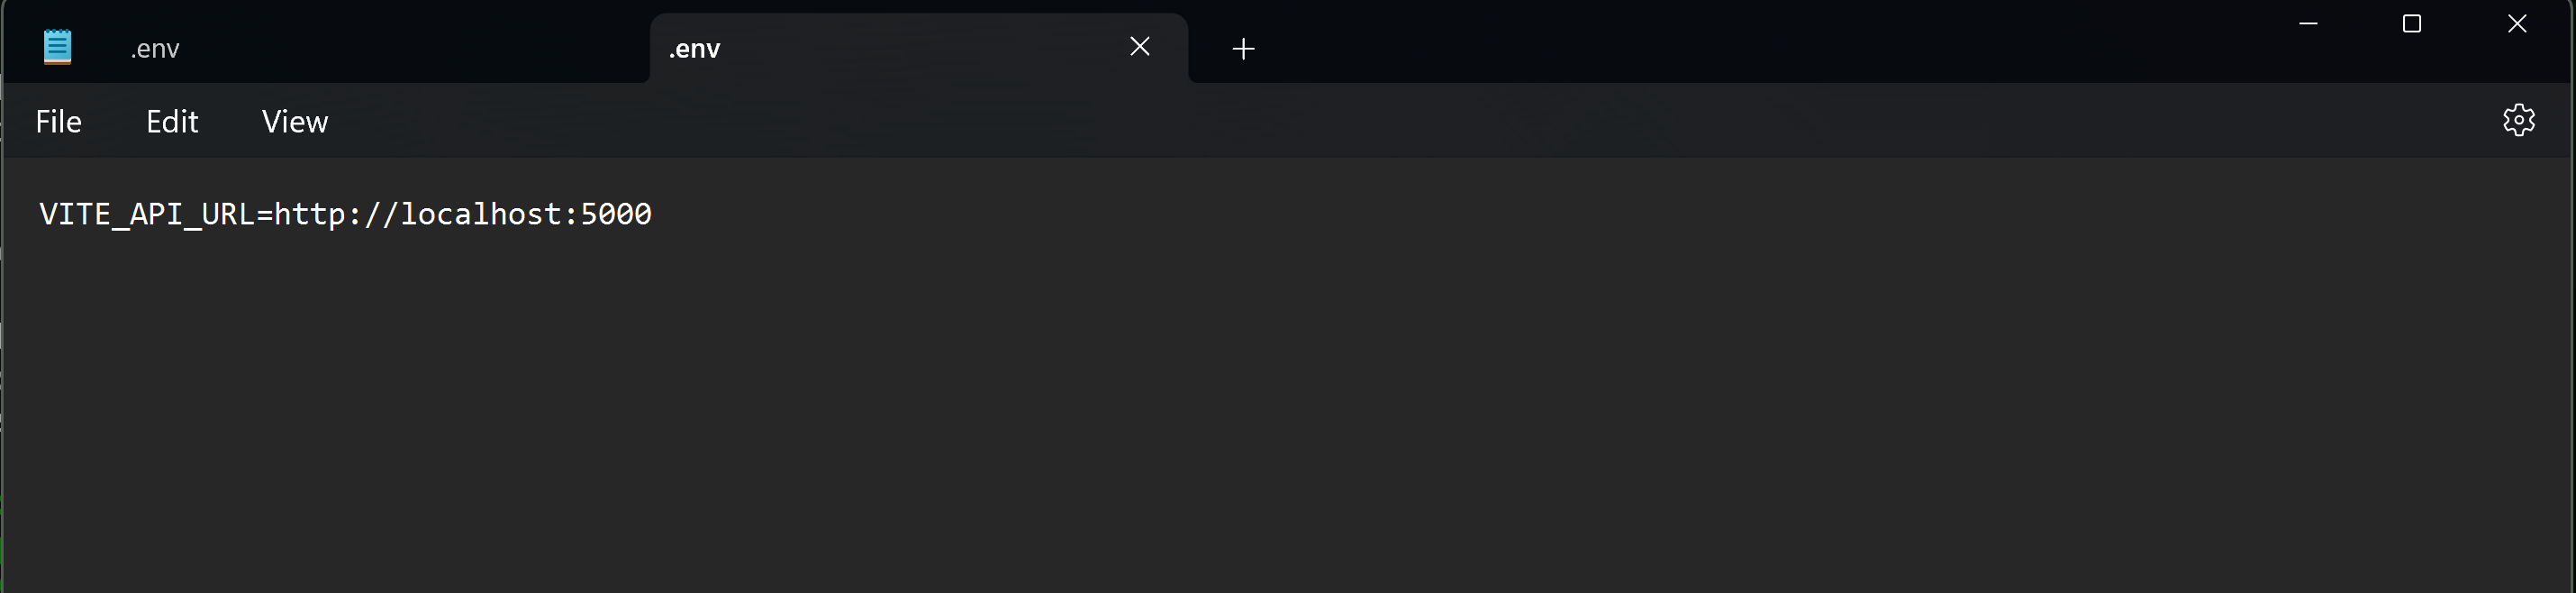 .env
.env
File Edit View
VITE_API_URL=http://localhost:5000